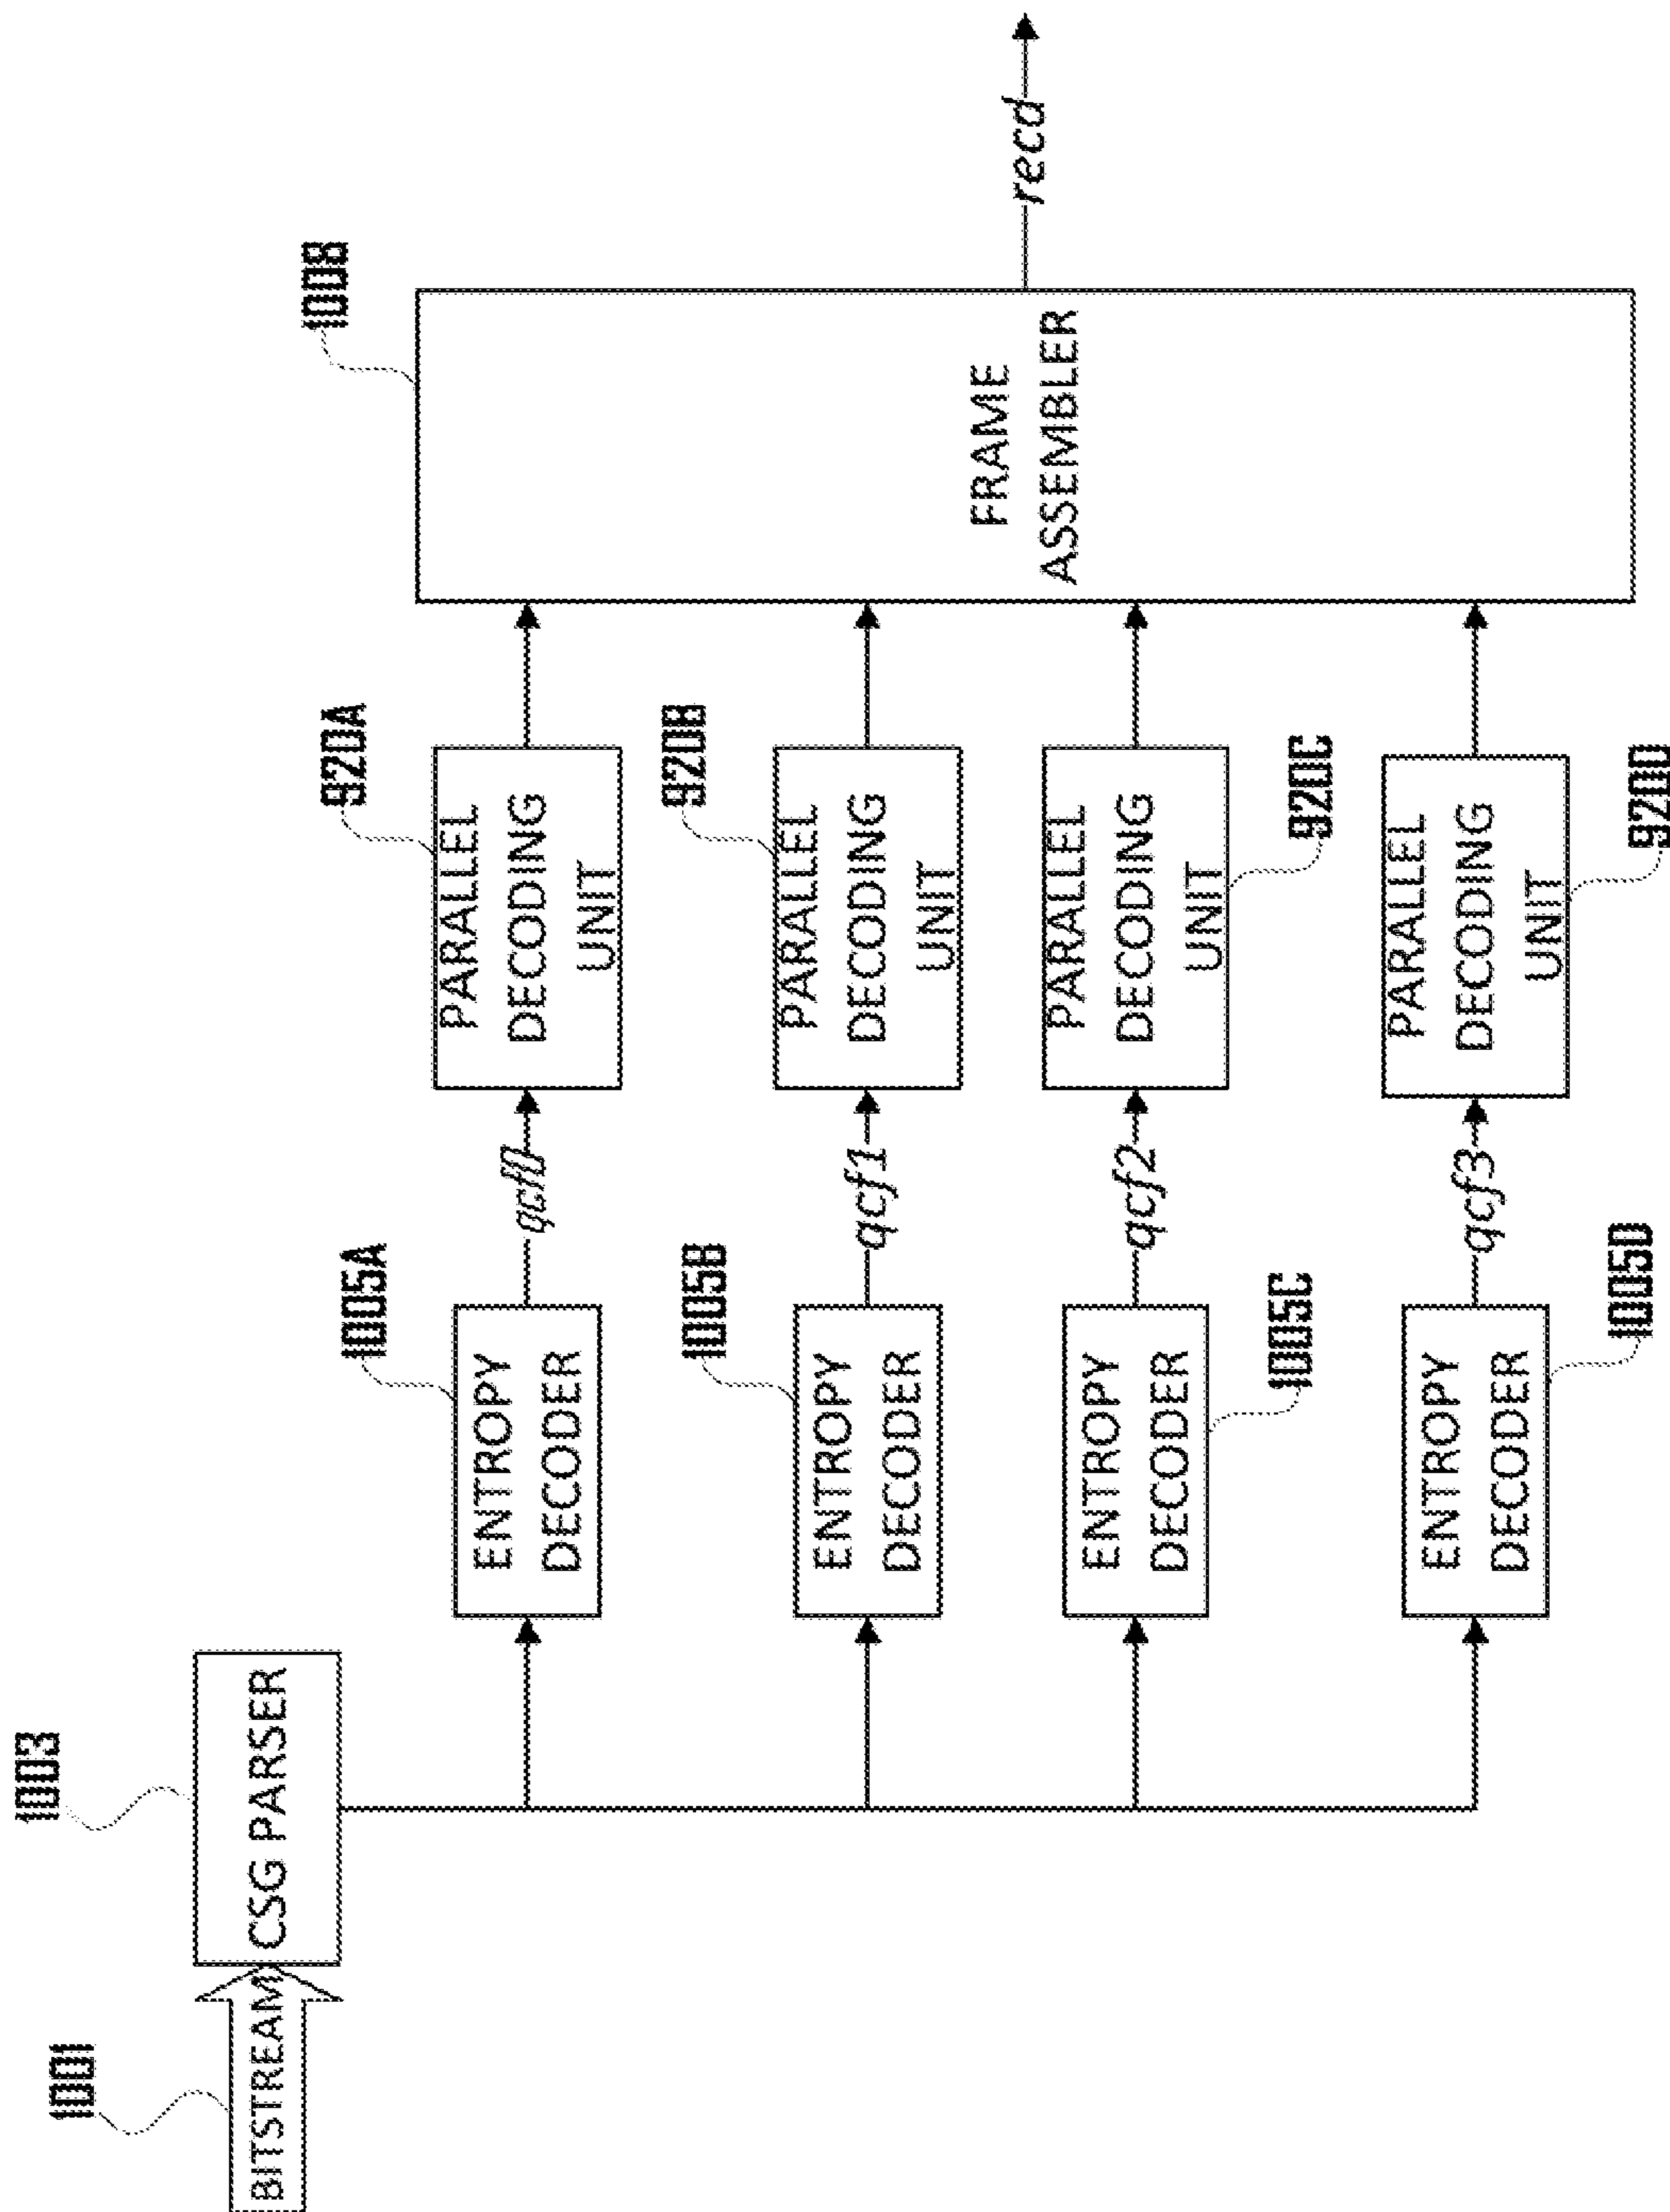 1001
BITSTREAM
1003
CSG PARSER
1005A
ENTROPY
DECODER
qcf0
920A
PARALLEL
DECODING
UNIT
1005B
ENTROPY
DECODER
qcf1
920B
PARALLEL
DECODING
UNIT
ENTROPY
DECODER
1005C
qcf2
PARALLEL
DECODING
UNIT
920C
ENTROPY
DECODER
1005D
qcf3
PARALLEL
DECODING
UNIT
920D
1008
FRAME
ASSEMBLER
recd